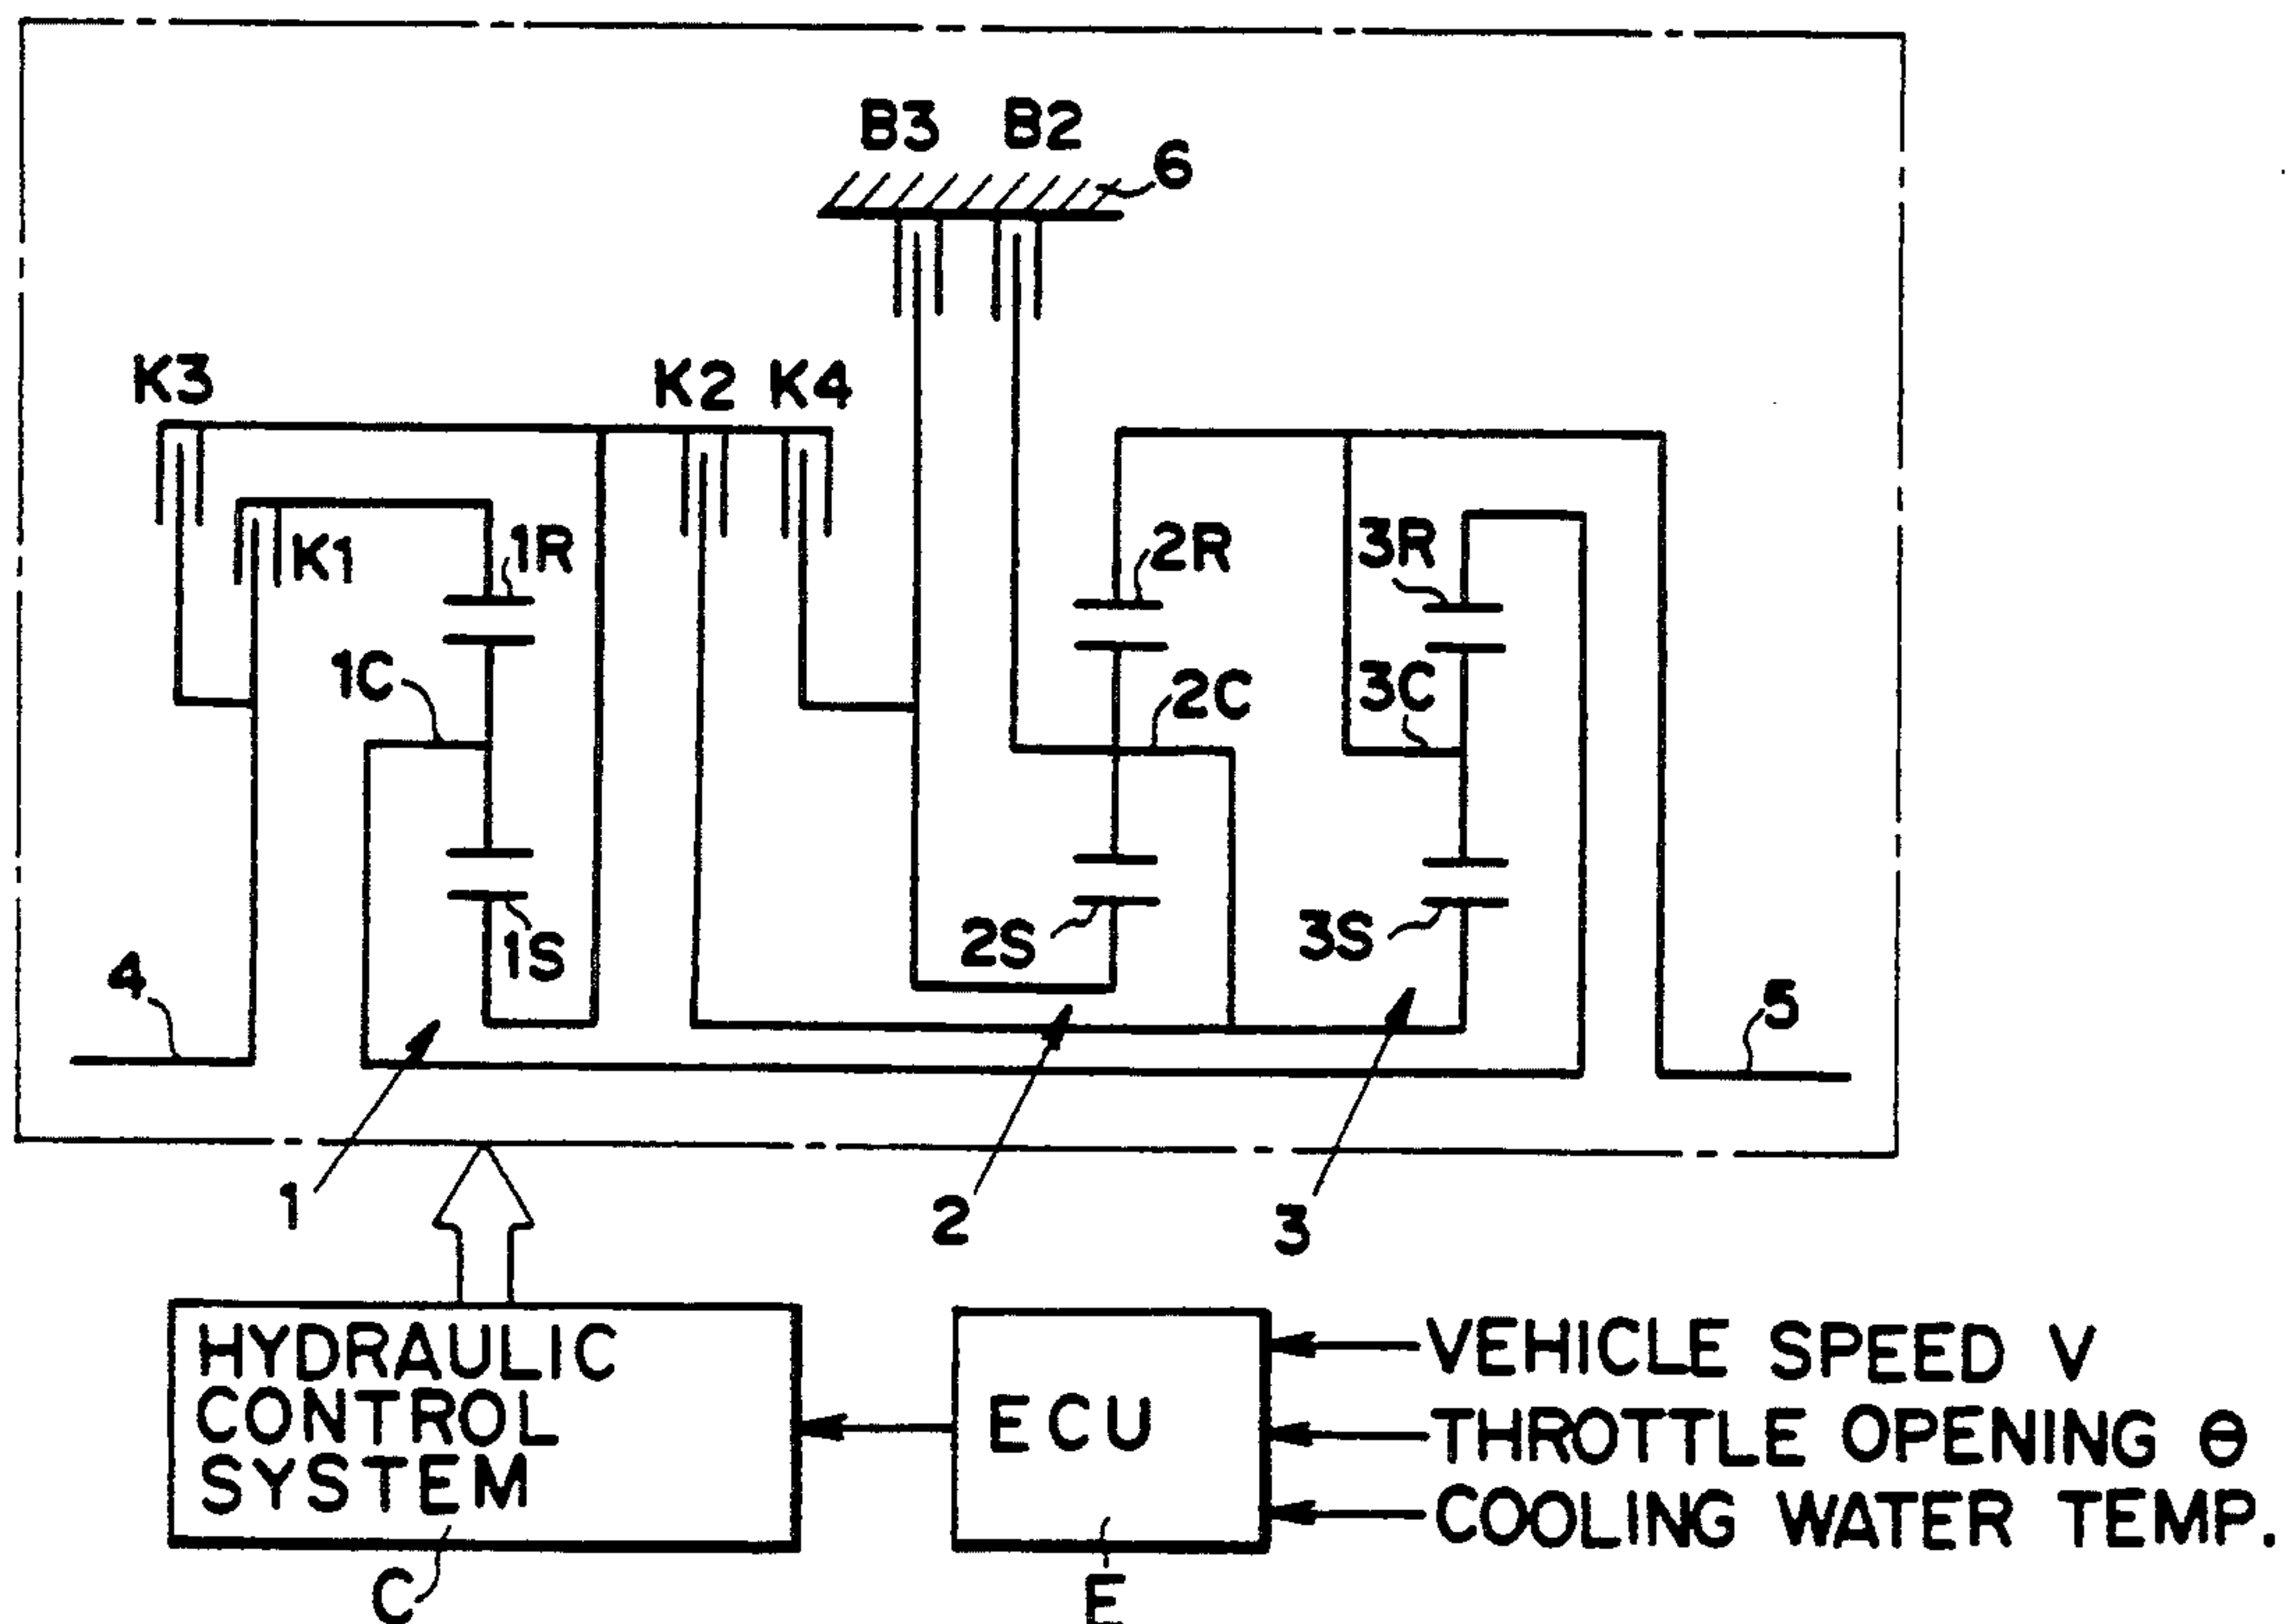 B3 B2
6
K3 K2 K4
K1 1R 2R 3R
1C 2C 3C
2S 3S
1S
4 5
1 2 3
HYDRAULIC
CONTROL
SYSTEM
C
ECU
E
VEHICLE SPEED V
THROTTLE OPENING θ
COOLING WATER TEMP.